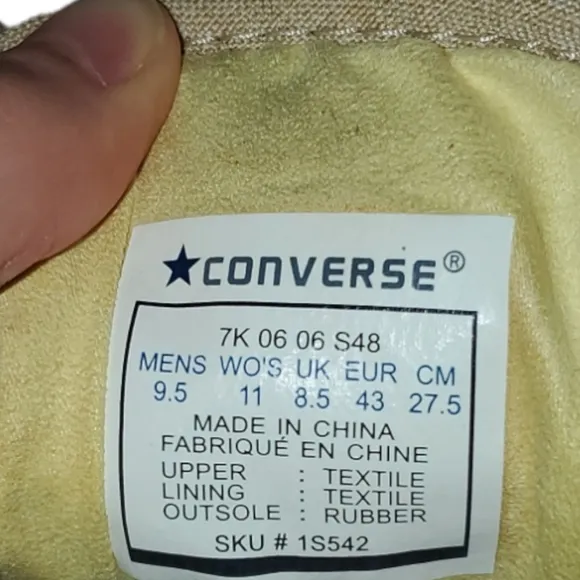 ★CONVERSE®
7K 06 06 S48
MENS WO'S UK EUR CM
9.5 11 8.5 43 27.5
MADE IN CHINA
FABRIQUÉ EN CHINE
UPPER : TEXTILE
LINING : TEXTILE
OUTSOLE : RUBBER
SKU # 1S542